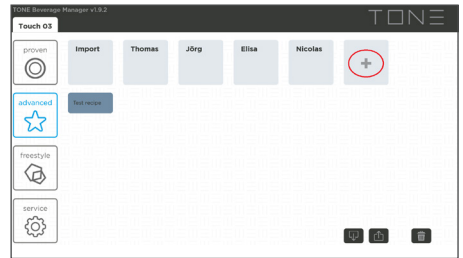 TONE Beverage Manager v1.9.2
TONE
Touch 03
proven
Import
Thomas
Jörg
Elisa
Nicolas
advanced
Test recipe
freestyle
service